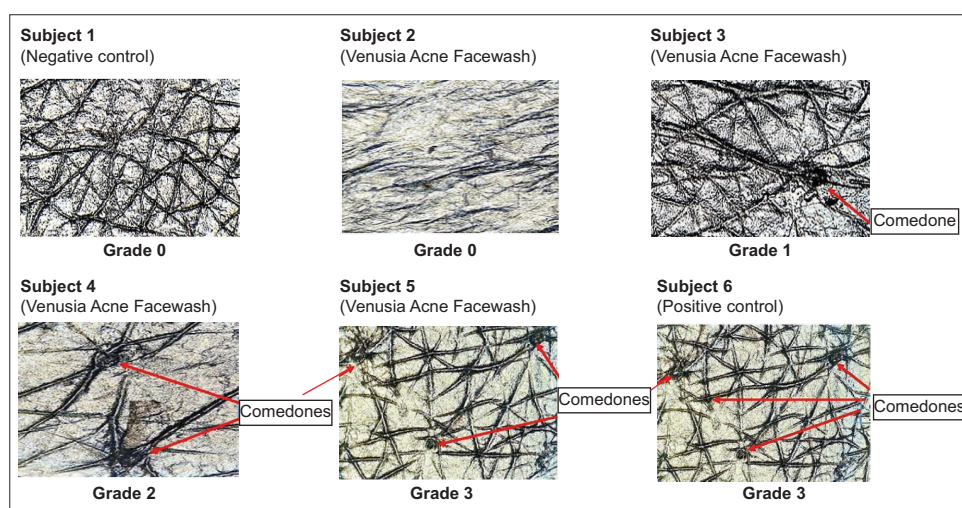 Subject 1
(Negative control)
Subject 2
(Venusia Acne Facewash)
Subject 3
(Venusia Acne Facewash)
Comedone
Grade 0
Grade 0
Grade 1
Subject 4
(Venusia Acne Facewash)
Subject 5
(Venusia Acne Facewash)
Subject 6
(Positive control)
Comedones
Comedones
Comedones
Grade 2
Grade 3
Grade 3